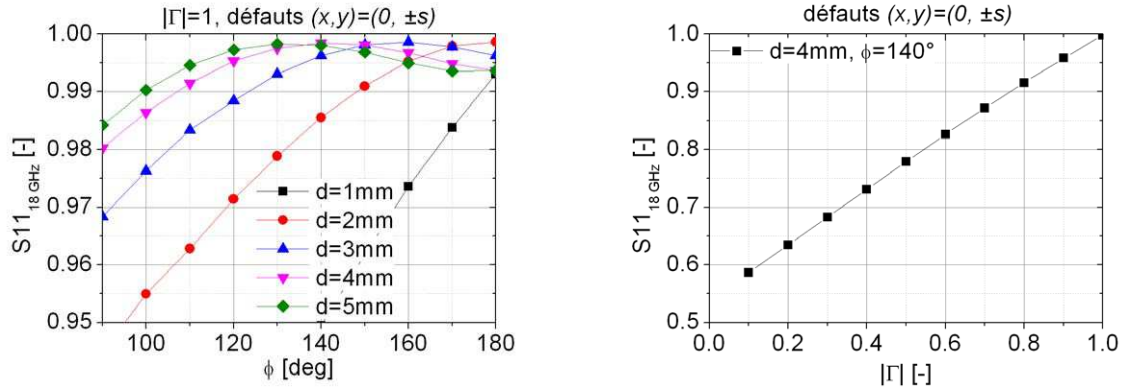 |Γ|=1, défauts (x,y)=(0, ±s)
1.00
0.99
0.98
0.97
0.96
0.95
S11 18 GHz [-]
d=1mm
d=2mm
d=3mm
d=4mm
d=5mm
100 120 140 160 180
ϕ [deg]
défauts (x,y)=(0, ±s)
d=4mm, ϕ=140°
1.0
0.9
0.8
0.7
0.6
0.5
S11 18 GHz [-]
0.0 0.2 0.4 0.6 0.8 1.0
|Γ| [-]